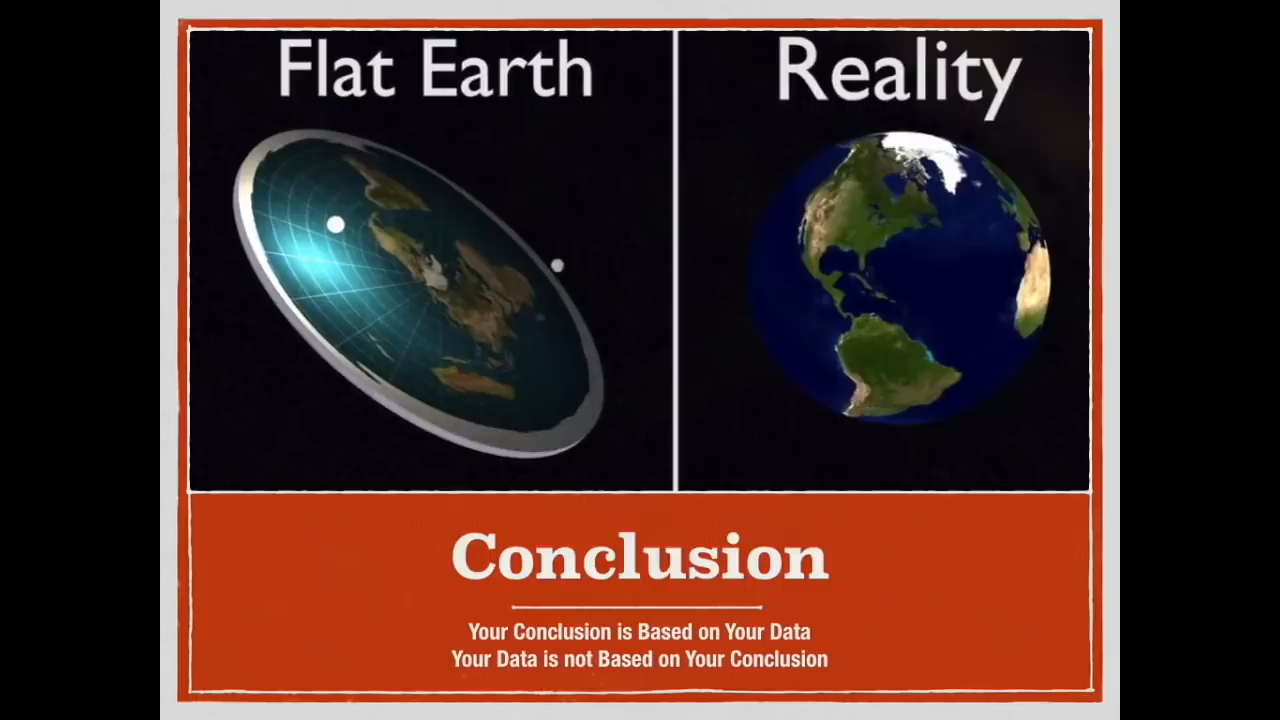 Flat Earth
Reality
Conclusion
Your Conclusion is Based on Your Data
Your Data is not Based on Your Conclusion